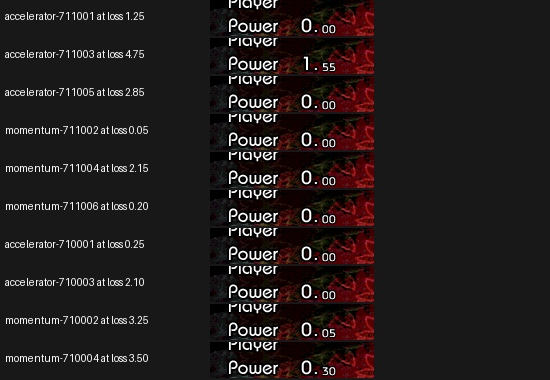 accelerator-711001 at loss 1.25
Player
Power 0.00
accelerator-711003 at loss 4.75
Player
Power 1.55
accelerator-711005 at loss 2.85
Player
Power 0.00
momentum-711002 at loss 0.05
Player
Power 0.00
momentum-711004 at loss 2.15
Player
Power 0.00
momentum-711006 at loss 0.20
Player
Power 0.00
accelerator-710001 at loss 0.25
Player
Power 0.00
accelerator-710003 at loss 2.10
Player
Power 0.00
momentum-710002 at loss 3.25
Player
Power 0.05
momentum-710004 at loss 3.50
Player
Power 0.30